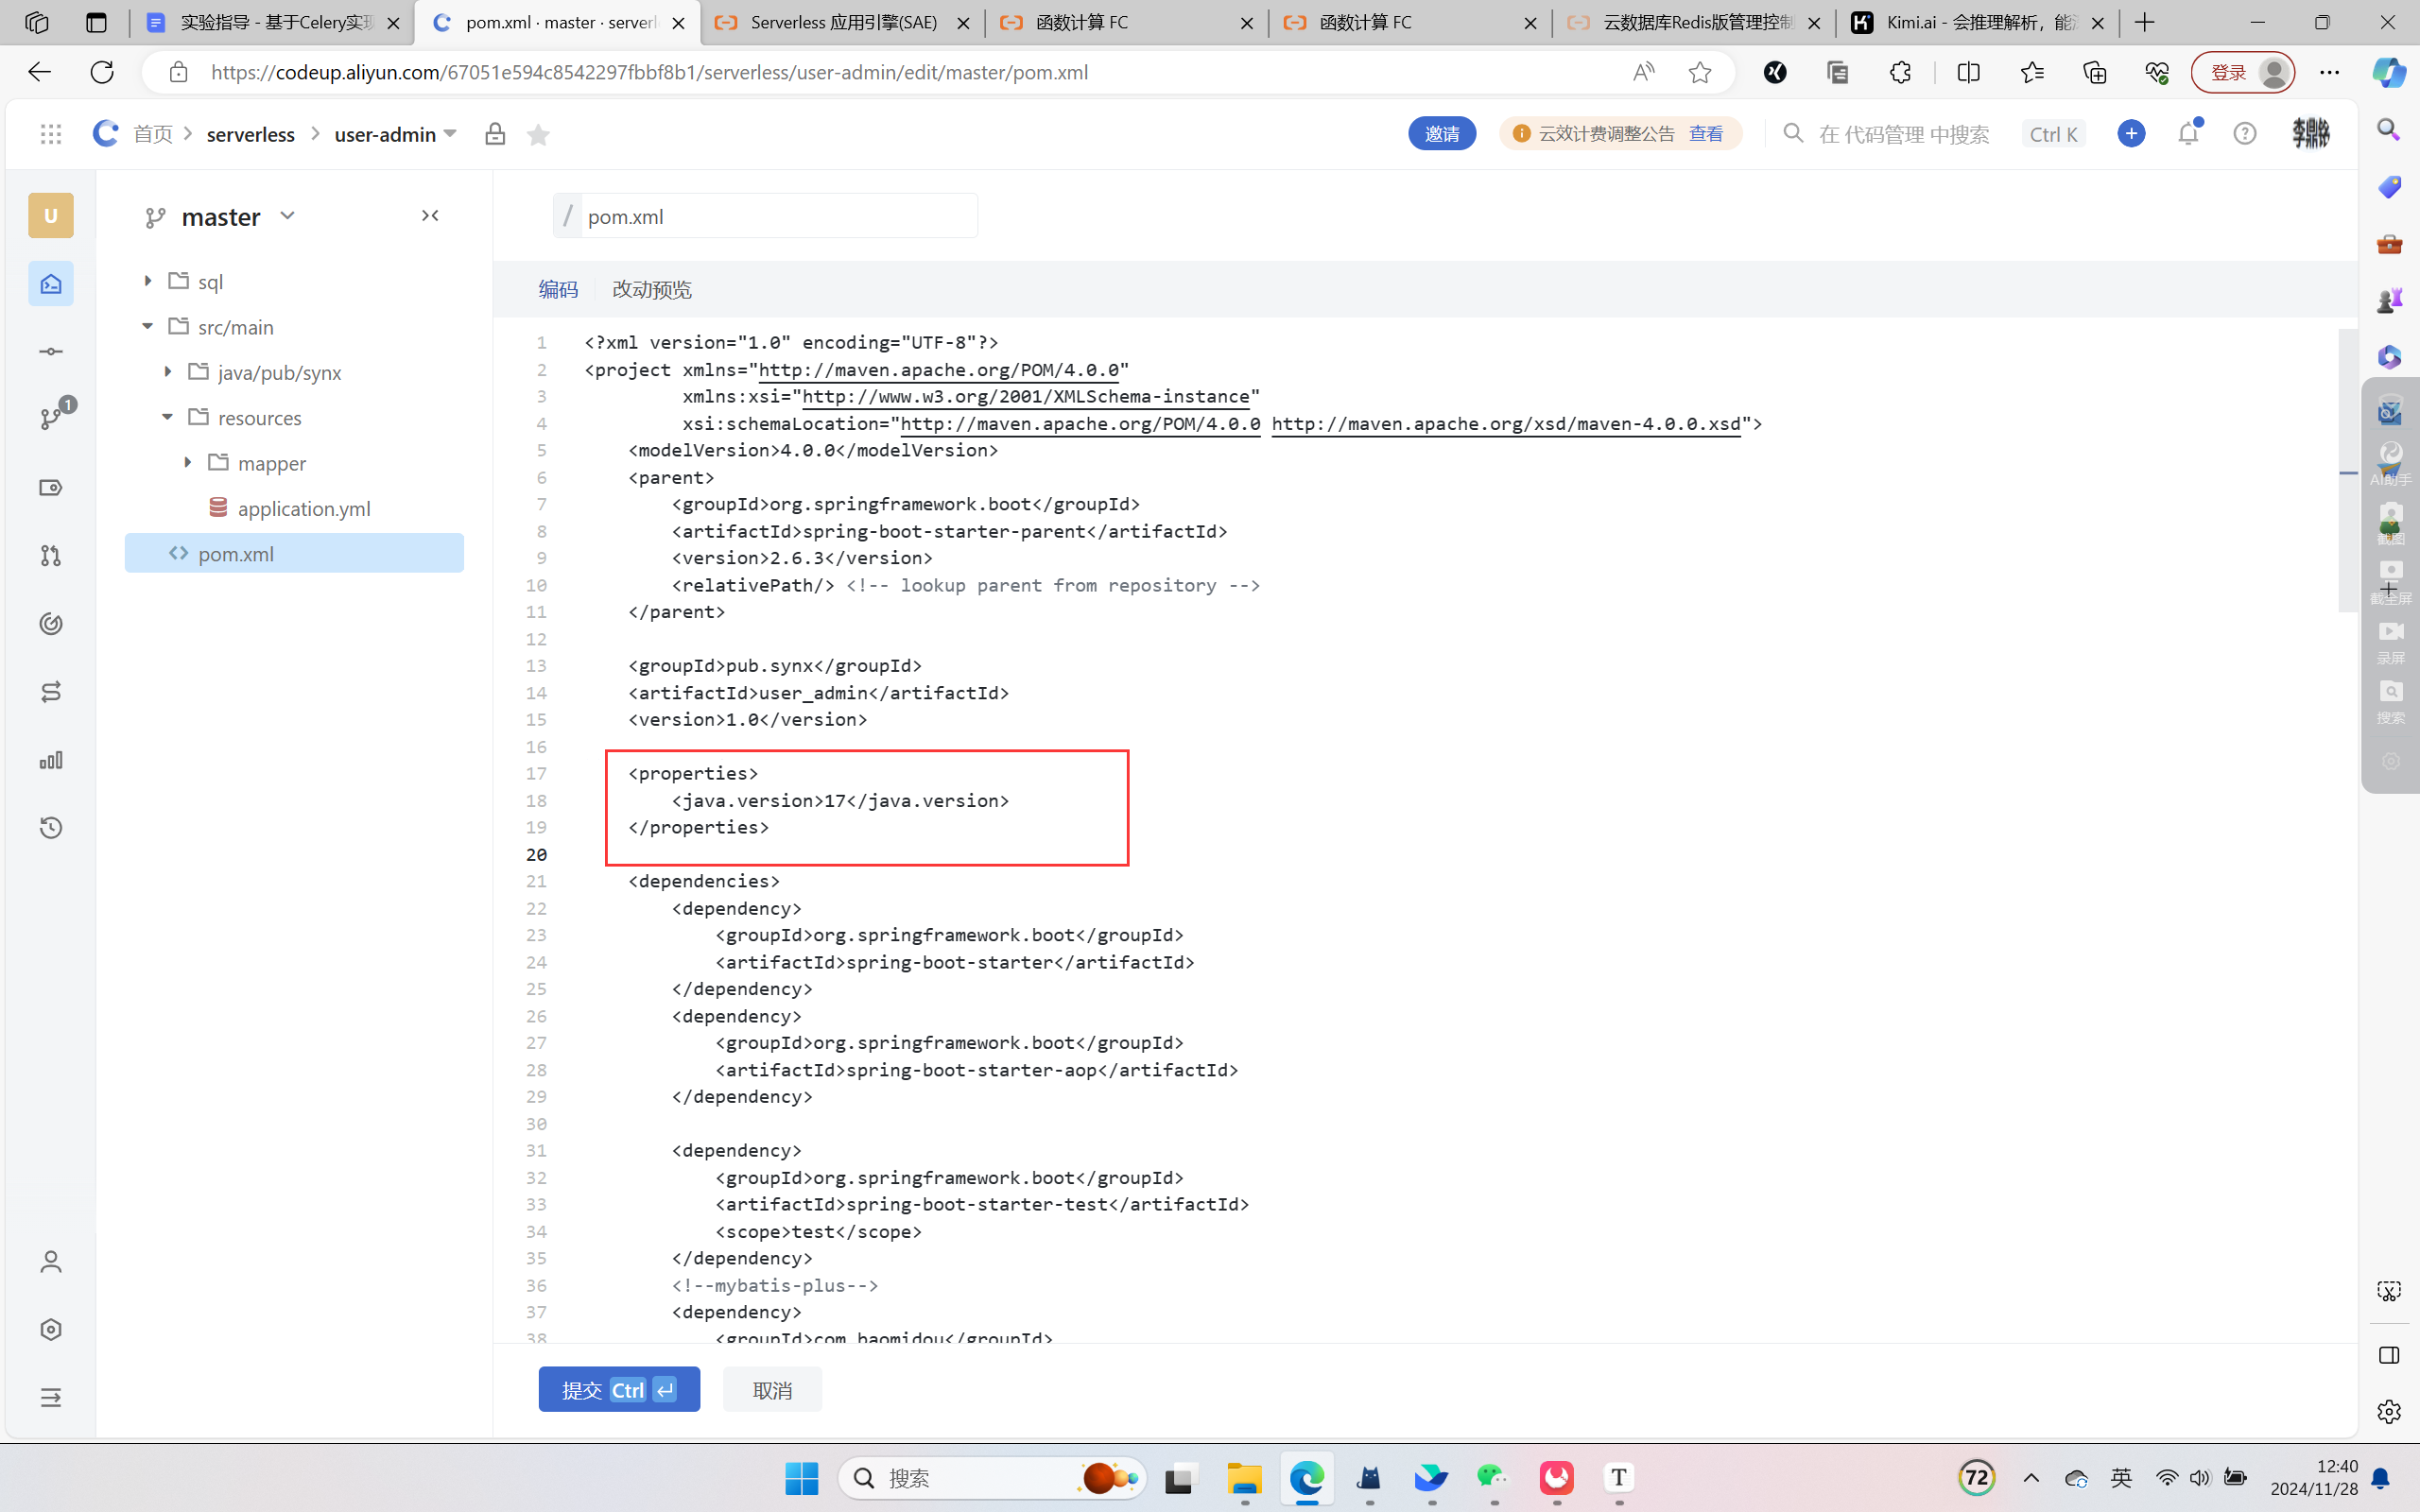 实验指导 - 基于Celery实现
pom.xml · master · serverle
Serverless 应用引擎(SAE)
函数计算 FC
函数计算 FC
云数据库Redis版管理控制
Kimi.ai - 会推理解析，能
https://codeup.aliyun.com/67051e594c8542297fbbf8b1/serverless/user-admin/edit/master/pom.xml
登录
首页
serverless
user-admin
邀请
云效计费调整公告 查看
在 代码管理 中搜索
Ctrl K
李鼎铭
U
master
/ pom.xml
sql
编码
改动预览
src/main
java/pub/synx
1
resources
mapper
application.yml
pom.xml
1 <?xml version="1.0" encoding="UTF-8"?>
2 <project xmlns="http://maven.apache.org/POM/4.0.0"
3 xmlns:xsi="http://www.w3.org/2001/XMLSchema-instance"
4 xsi:schemaLocation="http://maven.apache.org/POM/4.0.0 http://maven.apache.org/xsd/maven-4.0.0.xsd">
5 <modelVersion>4.0.0</modelVersion>
6 <parent>
7 <groupId>org.springframework.boot</groupId>
8 <artifactId>spring-boot-starter-parent</artifactId>
9 <version>2.6.3</version>
10 <relativePath/> <!-- lookup parent from repository -->
11 </parent>
12
13 <groupId>pub.synx</groupId>
14 <artifactId>user_admin</artifactId>
15 <version>1.0</version>
16
17 <properties>
18 <java.version>17</java.version>
19 </properties>
20
21 <dependencies>
22 <dependency>
23 <groupId>org.springframework.boot</groupId>
24 <artifactId>spring-boot-starter</artifactId>
25 </dependency>
26 <dependency>
27 <groupId>org.springframework.boot</groupId>
28 <artifactId>spring-boot-starter-aop</artifactId>
29 </dependency>
30
31 <dependency>
32 <groupId>org.springframework.boot</groupId>
33 <artifactId>spring-boot-starter-test</artifactId>
34 <scope>test</scope>
35 </dependency>
36 <!--mybatis-plus-->
37 <dependency>
38 <groupId>com.baomidou</groupId>
AI助手
截图
截全屏
录屏
搜索
提交 Ctrl
取消
搜索
T
72
英
12:40
2024/11/28